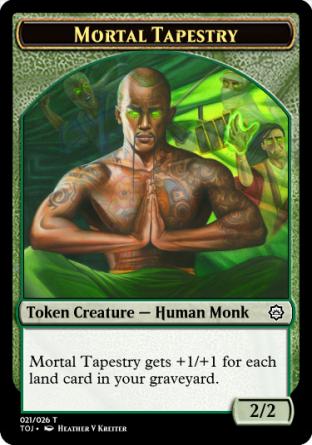 MORTAL TAPESTRY
Token Creature — Human Monk
Mortal Tapestry gets +1/+1 for each
land card in your graveyard.
2/2
021/026 T
TOJ • HEATHER V KREITER